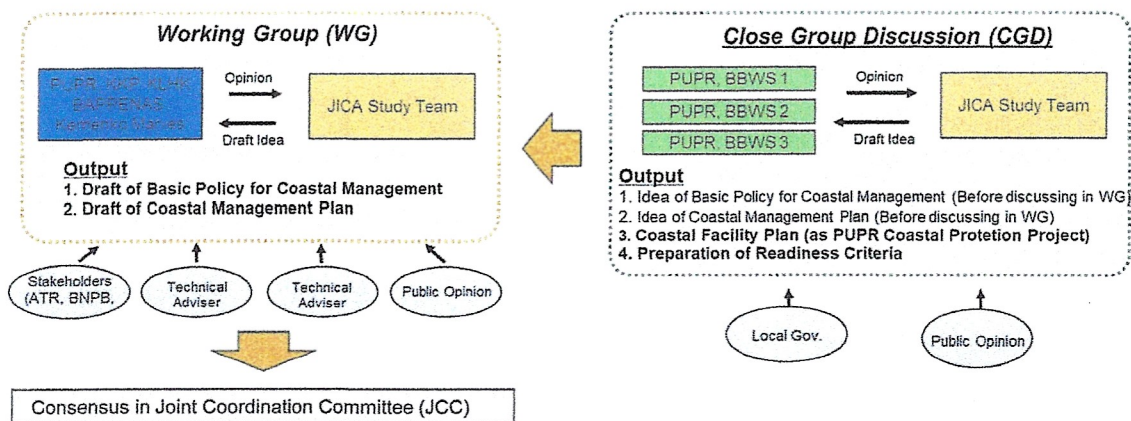 Working Group (WG)
PUPR, KKP, KLHK
BAPPENAS
Opinion
Draft Idea
JICA Study Team
Output
1. Draft of Basic Policy for Coastal Management
2. Draft of Coastal Management Plan
Stakeholders
(ATR, BNPB,
Technical
Adviser
Technical
Adviser
Public Opinion
Consensus in Joint Coordination Committee (JCC)
Close Group Discussion (CGD)
PUPR, BBWS 1
PUPR, BBWS 2
PUPR, BBWS 3
Opinion
Draft Idea
JICA Study Team
Output
1. Idea of Basic Policy for Coastal Management (Before discussing in WG)
2. Idea of Coastal Management Plan (Before discussing in WG)
3. Coastal Facility Plan (as PUPR Coastal Protetion Project)
4. Preparation of Readiness Criteria
Local Gov.
Public Opinion